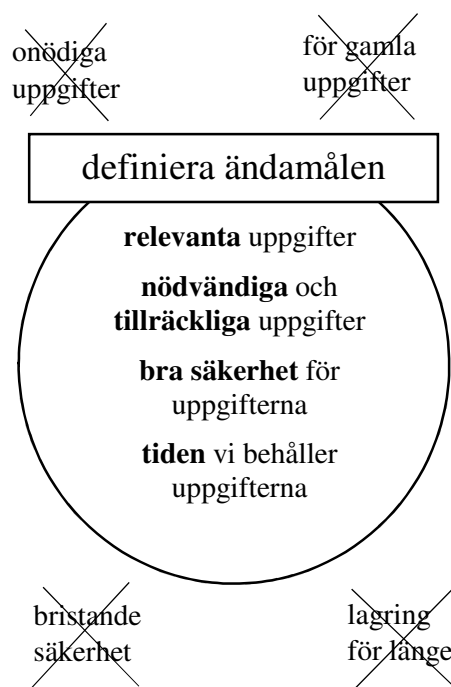 onödiga
uppgifter
för gamla
uppgifter
definiera ändamålen
relevanta uppgifter
nödvändiga och
tillräckliga uppgifter
bra säkerhet för
uppgifterna
tiden vi behåller
uppgifterna
bristande
säkerhet
lagring
för länge